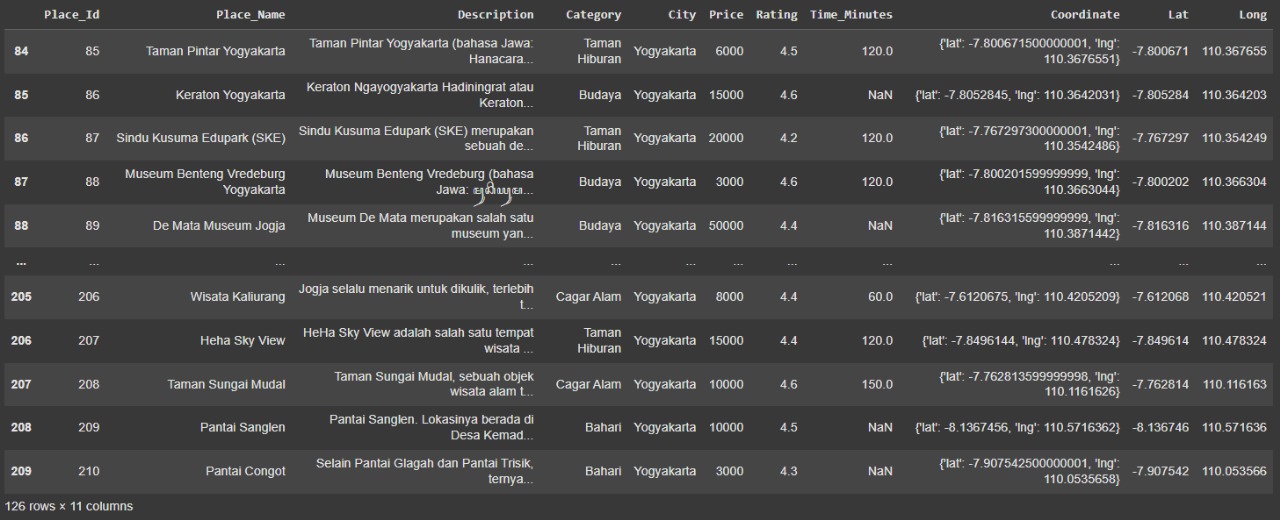 Place_Id Place_Name Description Category City Price Rating Time_Minutes Coordinate Lat Long
84 85 Taman Pintar Yogyakarta Taman Pintar Yogyakarta (bahasa Jawa:
Hanacara... Taman
Hiburan Yogyakarta 6000 4.5 120.0 {'lat': -7.800671500000001, 'lng':
110.3676551} -7.800671 110.367655
85 86 Keraton Yogyakarta Keraton Ngayogyakarta Hadiningrat atau
Keraton... Budaya Yogyakarta 15000 4.6 NaN {'lat': -7.8052845, 'lng': 110.3642031} -7.805284 110.364203
86 87 Sindu Kusuma Edupark (SKE) Sindu Kusuma Edupark (SKE) merupakan
sebuah de... Taman
Hiburan Yogyakarta 20000 4.2 120.0 {'lat': -7.767297300000001, 'lng':
110.3542486} -7.767297 110.354249
87 88 Museum Benteng Vredeburg
Yogyakarta Museum Benteng Vredeburg (bahasa
Jawa: ... Budaya Yogyakarta 3000 4.6 120.0 {'lat': -7.800201599999999, 'lng':
110.3663044} -7.800202 110.366304
88 89 De Mata Museum Jogja Museum De Mata merupakan salah satu
museum yan... Budaya Yogyakarta 50000 4.4 NaN {'lat': -7.816315599999999, 'lng':
110.3871442} -7.816316 110.387144
... ... ... ... ... ... ... ... ... ... ... ...
205 206 Wisata Kaliurang Jogja selalu menarik untuk dikulik, terlebih
t... Cagar Alam Yogyakarta 8000 4.4 60.0 {'lat': -7.6120675, 'lng': 110.4205209} -7.612068 110.420521
206 207 Heha Sky View HeHa Sky View adalah salah satu tempat
wisata ... Taman
Hiburan Yogyakarta 15000 4.4 120.0 {'lat': -7.8496144, 'lng': 110.478324} -7.849614 110.478324
207 208 Taman Sungai Mudal Taman Sungai Mudal, sebuah objek
wisata alam t... Cagar Alam Yogyakarta 10000 4.6 150.0 {'lat': -7.762813599999998, 'lng':
110.1161626} -7.762814 110.116163
208 209 Pantai Sanglen Pantai Sanglen. Lokasinya berada di
Desa Kemad... Bahari Yogyakarta 10000 4.5 NaN {'lat': -8.1367456, 'lng': 110.5716362} -8.136746 110.571636
209 210 Pantai Congot Selain Pantai Glagah dan Pantai Trisik,
ternya... Bahari Yogyakarta 3000 4.3 NaN {'lat': -7.907542500000001, 'lng':
110.0535658} -7.907542 110.053566
126 rows × 11 columns